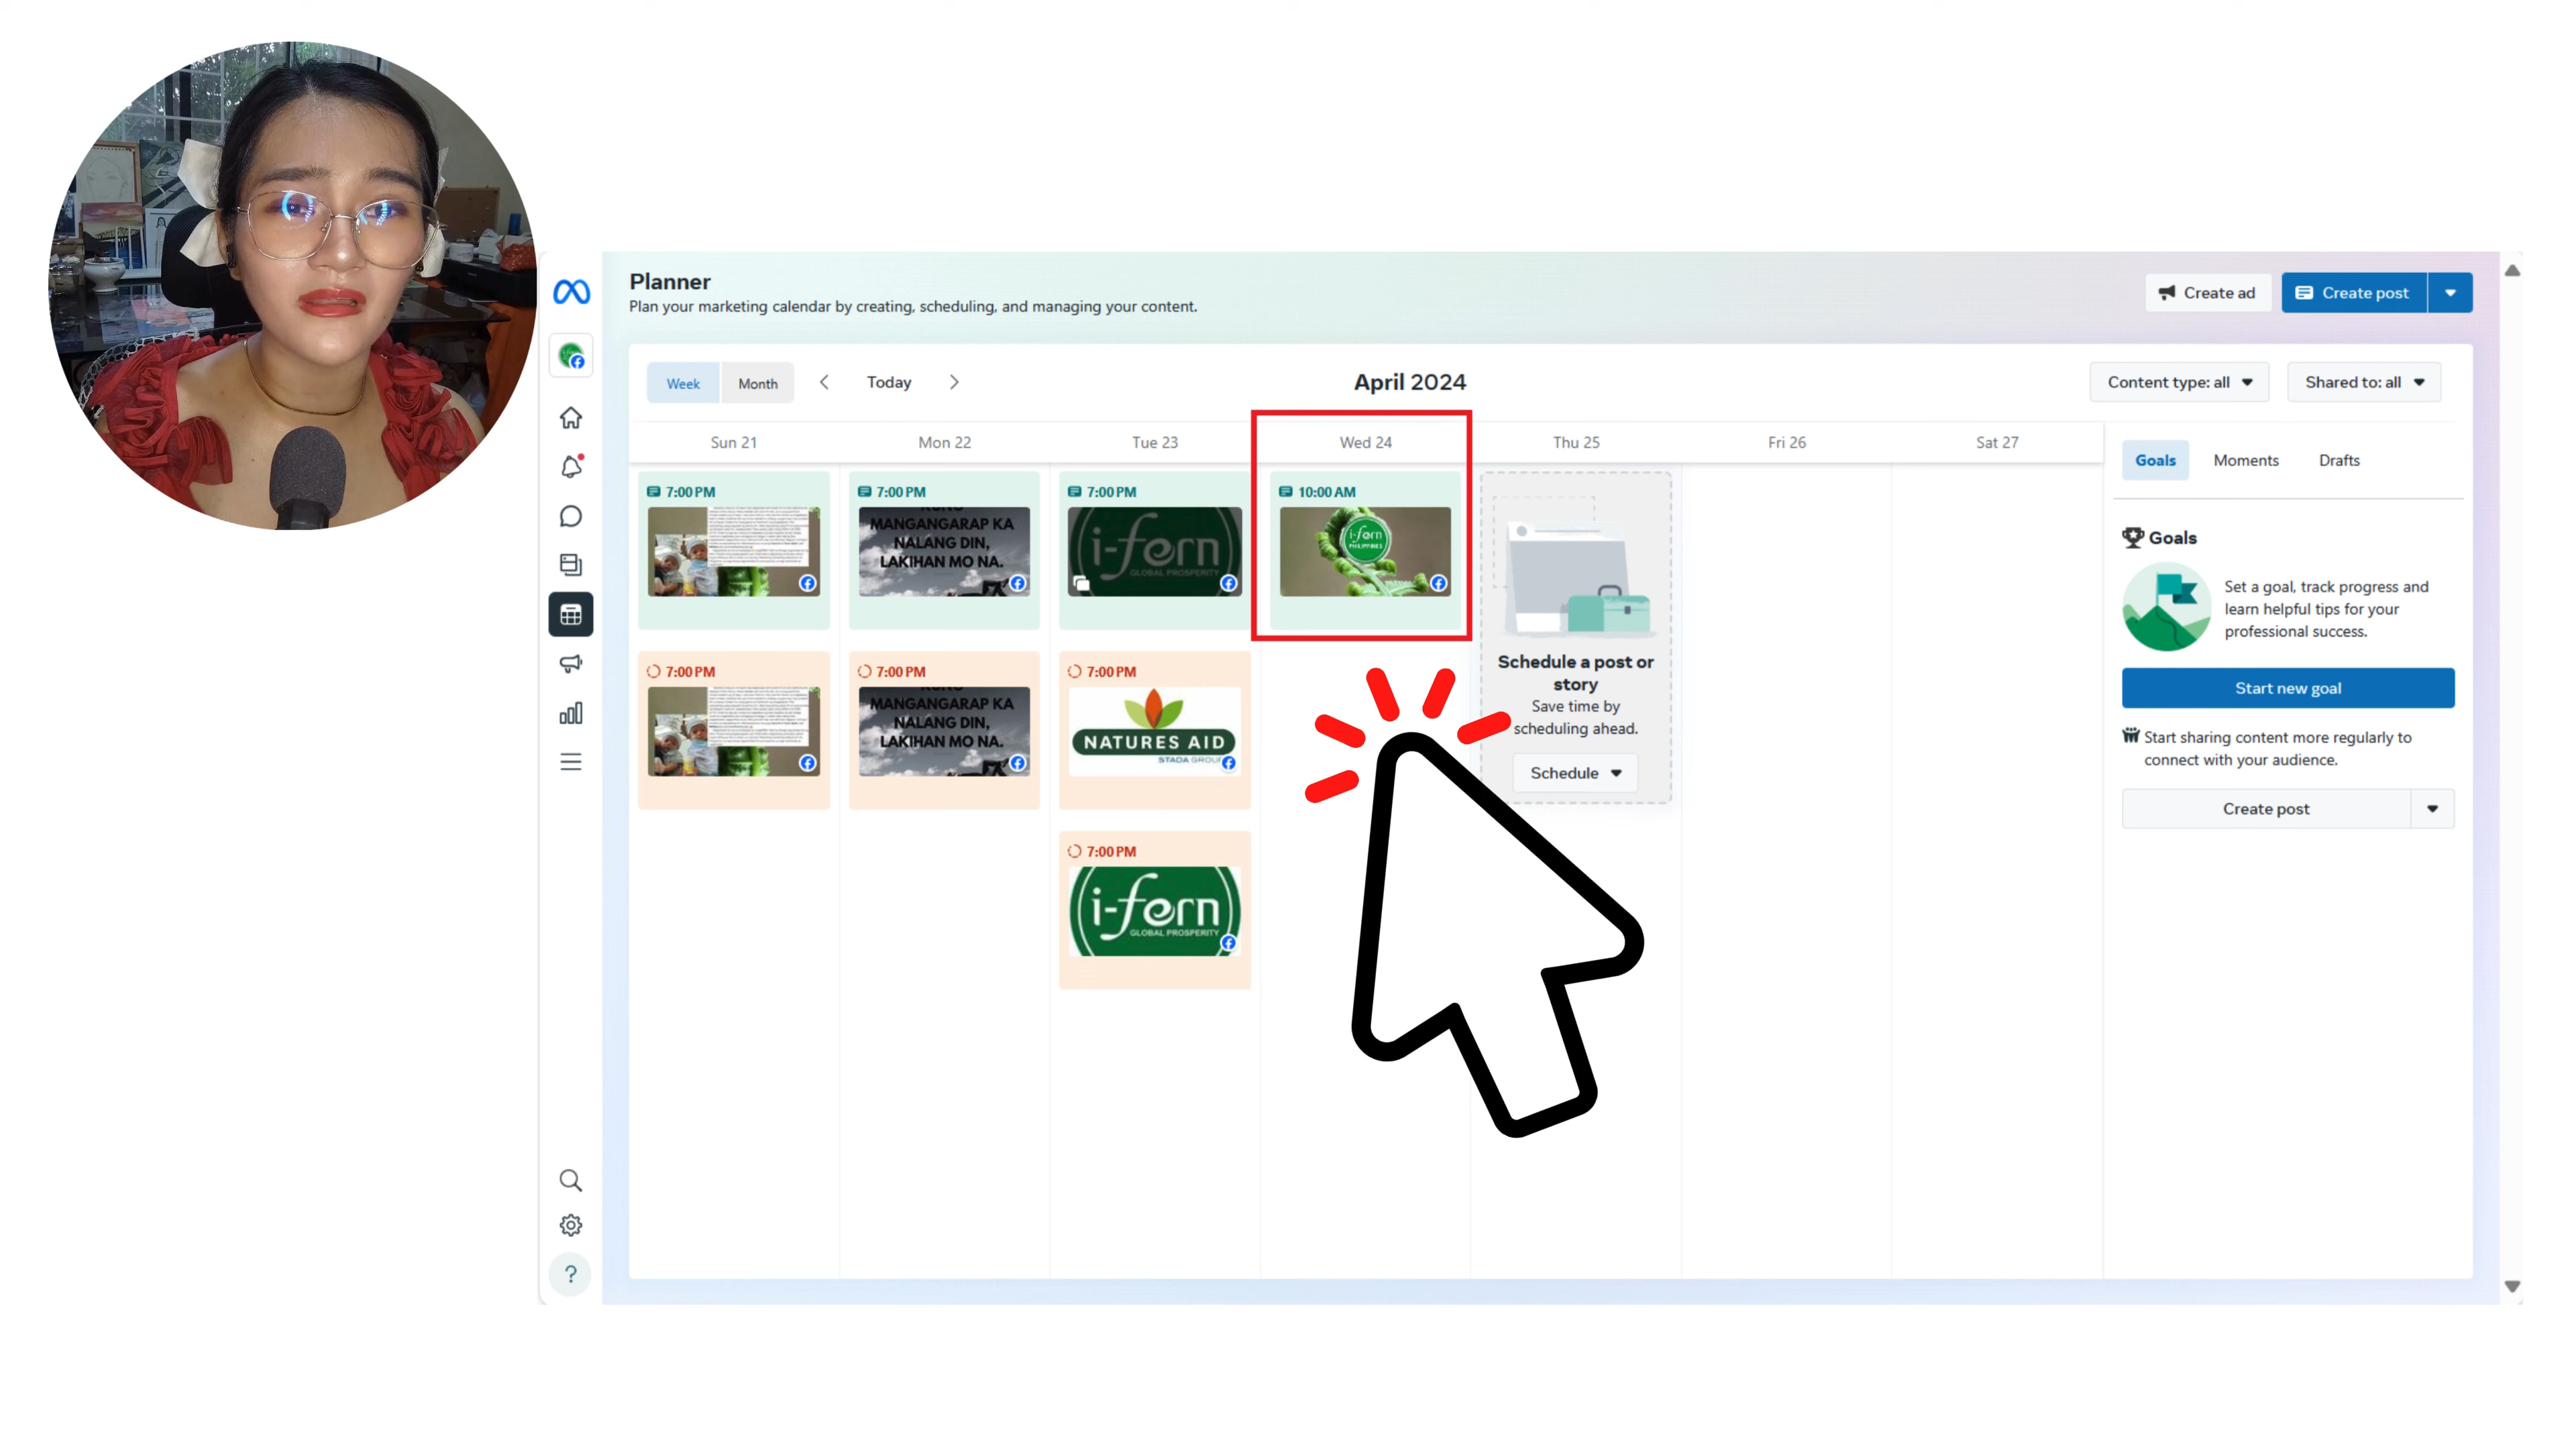 Planner
Plan your marketing calendar by creating, scheduling, and managing your content.
Create ad
Create post
Week
Month
Today
April 2024
Content type: all
Shared to: all
Sun 21
Mon 22
Tue 23
Wed 24
Thu 25
Fri 26
Sat 27
7:00 PM
7:00 PM
MANGANGARAP KA
NALANG DIN,
LAKIHAN MO NA.
7:00 PM
i-fern
GLOBAL PROSPERITY
10:00 AM
i-fern
PHILIPPINES
7:00 PM
7:00 PM
MANGANGARAP KA
NALANG DIN,
LAKIHAN MO NA.
7:00 PM
NATURES AID
STADA GROUP
7:00 PM
i-fern
GLOBAL PROSPERITY
Schedule a post or
story
Save time by
scheduling ahead.
Schedule
Goals
Moments
Drafts
Goals
Set a goal, track progress and
learn helpful tips for your
professional success.
Start new goal
Start sharing content more regularly to
connect with your audience.
Create post
?